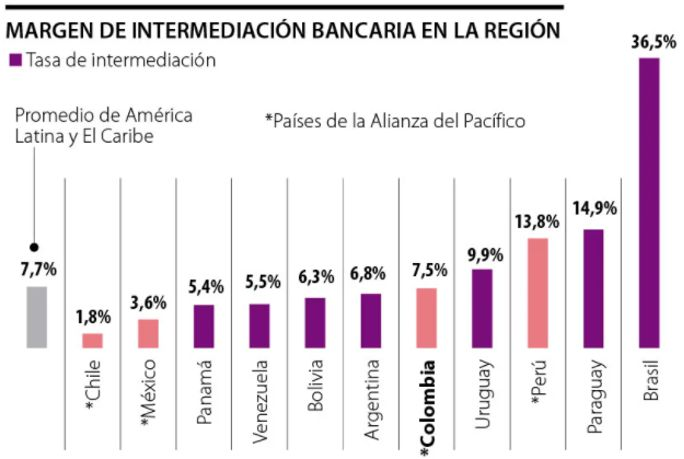 MARGEN DE INTERMEDIACIÓN BANCARIA EN LA REGIÓN
Tasa de intermediación
Promedio de América
Latina y El Caribe
*Países de la Alianza del Pacífico
7,7%
1,8%
3,6%
5,4%
5,5%
6,3%
6,8%
7,5%
9,9%
13,8%
14,9%
36,5%
*Chile
*México
Panamá
Venezuela
Bolivia
Argentina
*Colombia
Uruguay
*Perú
Paraguay
Brasil